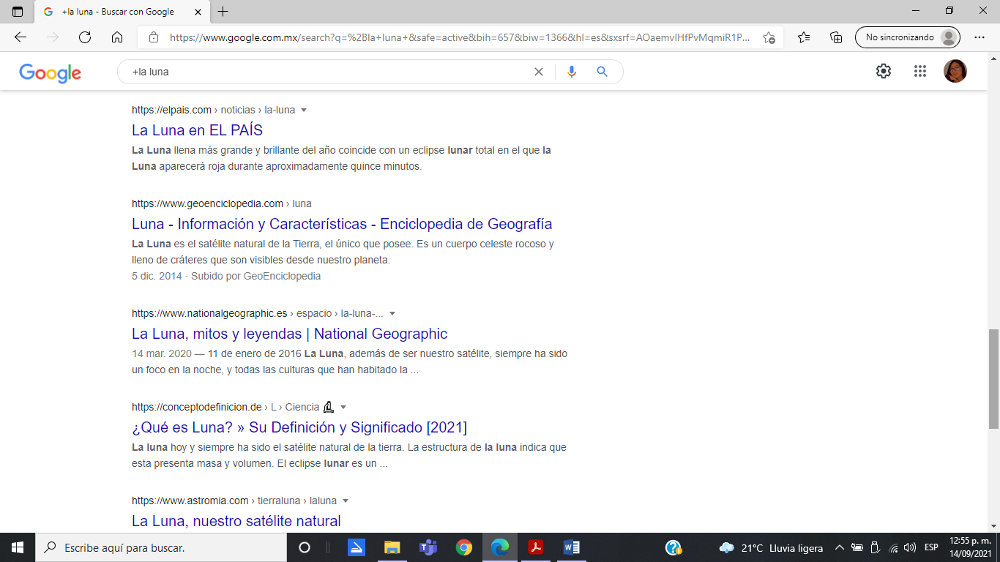 +la luna - Buscar con Google
https://www.google.com.mx/search?q=%2Bla+luna+&safe=active&bih=657&biw=1366&hl=es&sxsrf=AOaemvIHfPvMqmiR1P...
No sincronizando
Google
+la luna
https://elpais.com › noticias › la-luna
La Luna en EL PAÍS
La Luna llena más grande y brillante del año coincide con un eclipse lunar total en el que la
Luna aparecerá roja durante aproximadamente quince minutos.
https://www.geoenciclopedia.com › luna
Luna - Información y Características - Enciclopedia de Geografía
La Luna es el satélite natural de la Tierra, el único que posee. Es un cuerpo celeste rocoso y
lleno de cráteres que son visibles desde nuestro planeta.
5 dic. 2014 · Subido por GeoEnciclopedia
https://www.nationalgeographic.es › espacio › la-luna-...
La Luna, mitos y leyendas | National Geographic
14 mar. 2020 — 11 de enero de 2016 La Luna, además de ser nuestro satélite, siempre ha sido
un foco en la noche, y todas las culturas que han habitado la ...
https://conceptodefinicion.de › L › Ciencia
¿Qué es Luna? » Su Definición y Significado [2021]
La luna hoy y siempre ha sido el satélite natural de la tierra. La estructura de la luna indica que
esta presenta masa y volumen. El eclipse lunar es un ...
https://www.astromia.com › tierraluna › laluna
La Luna, nuestro satélite natural
Escribe aquí para buscar.
21°C Lluvia ligera
ESP
12:55 p. m.
14/09/2021